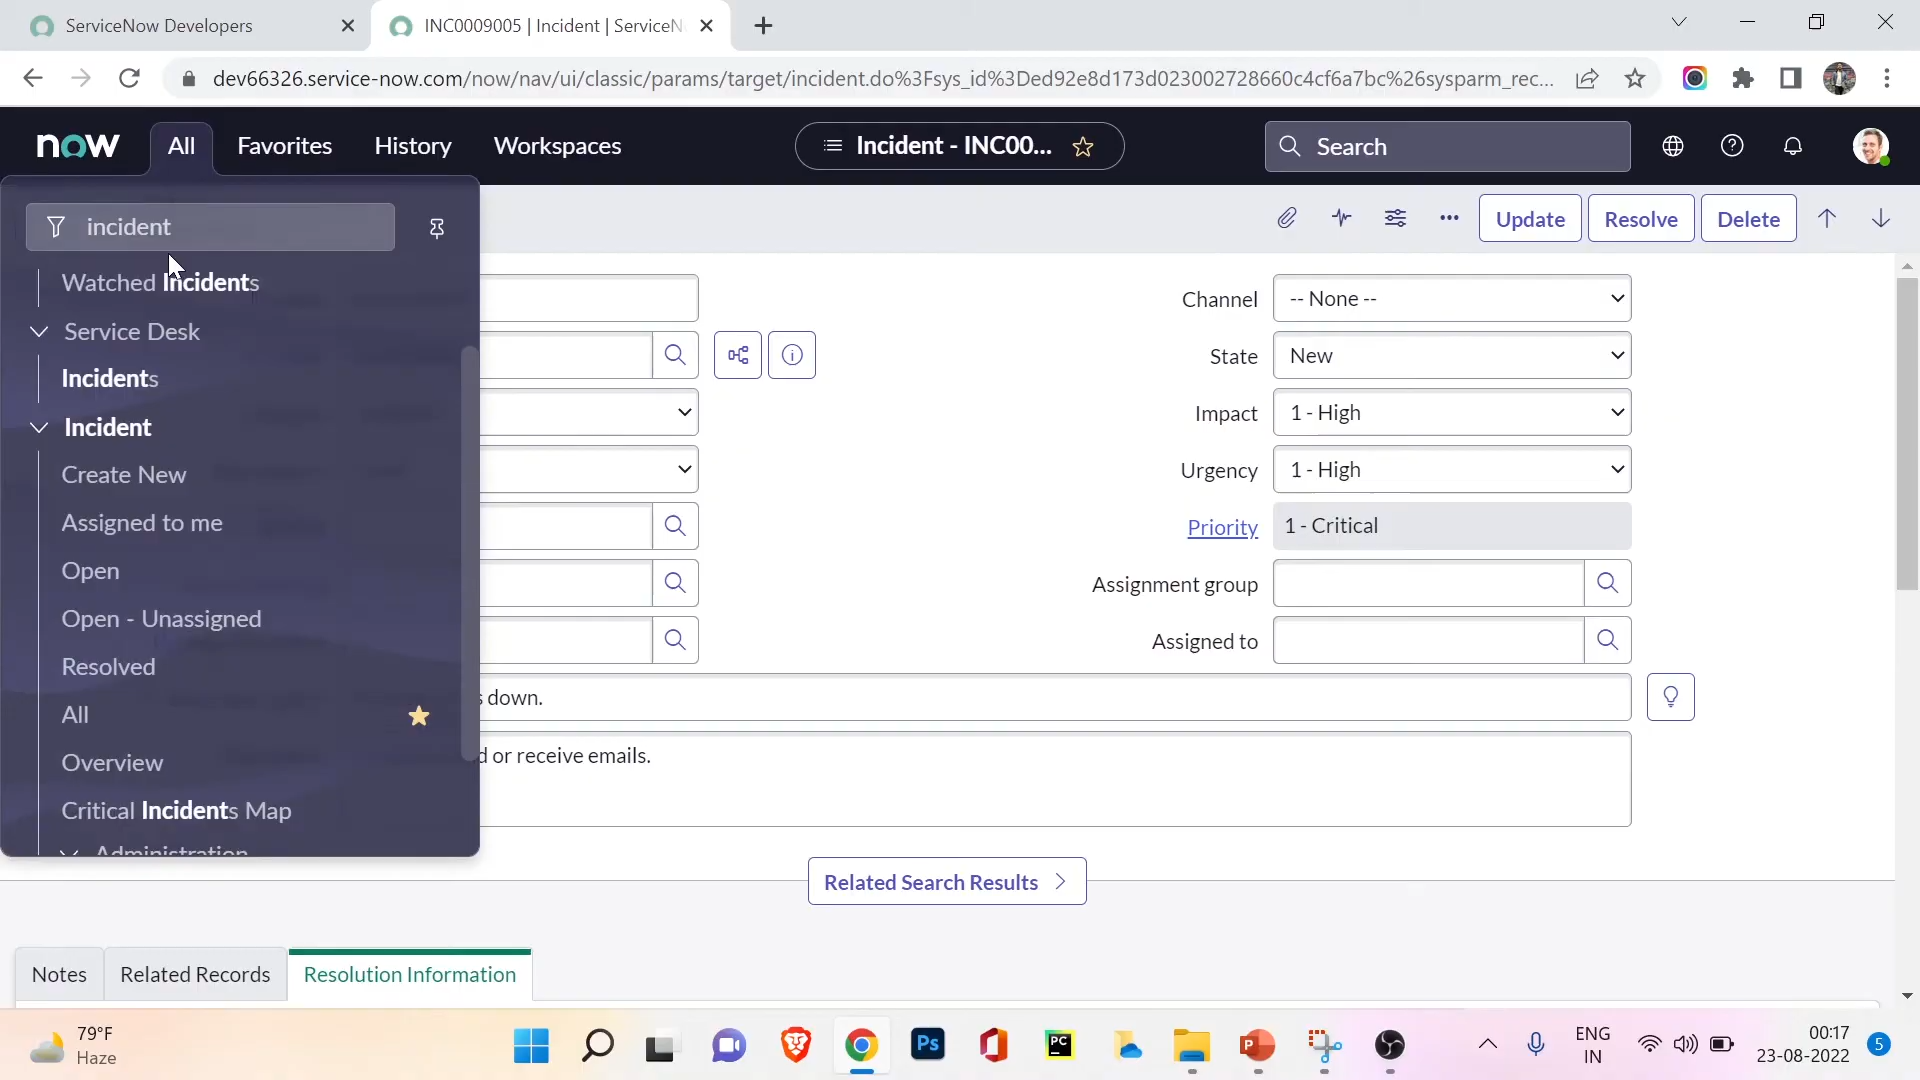 ServiceNow Developers
INC0009005 | Incident | ServiceN
dev66326.service-now.com/now/nav/ui/classic/params/target/incident.do%3Fsys_id%3Ded92e8d173d023002728660c4cf6a7bc%26sysparm_rec...
now
All
Favorites
History
Workspaces
Incident - INC00...
Search
incident
Update
Resolve
Delete
Watched Incidents
Service Desk
Incidents
Incident
Create New
Assigned to me
Open
Open - Unassigned
Resolved
All
Overview
Critical Incidents Map
Administration
Channel
-- None --
State
New
Impact
1 - High
Urgency
1 - High
Priority
1 - Critical
Assignment group
Assigned to
s down.
d or receive emails.
Related Search Results
Notes
Related Records
Resolution Information
79°F
Haze
Ps
PC
P
ENG
IN
00:17
23-08-2022
5